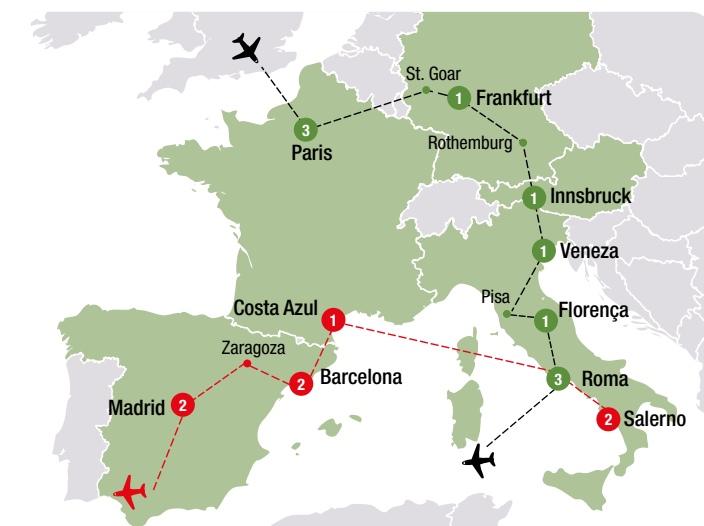 St. Goar
1
Frankfurt
3
Paris
Rothemburg
1
Innsbruck
1
Veneza
Pisa
Florença
1
Costa Azul
1
Zaragoza
3
Roma
2
Barcelona
Madrid
2
2
Salerno